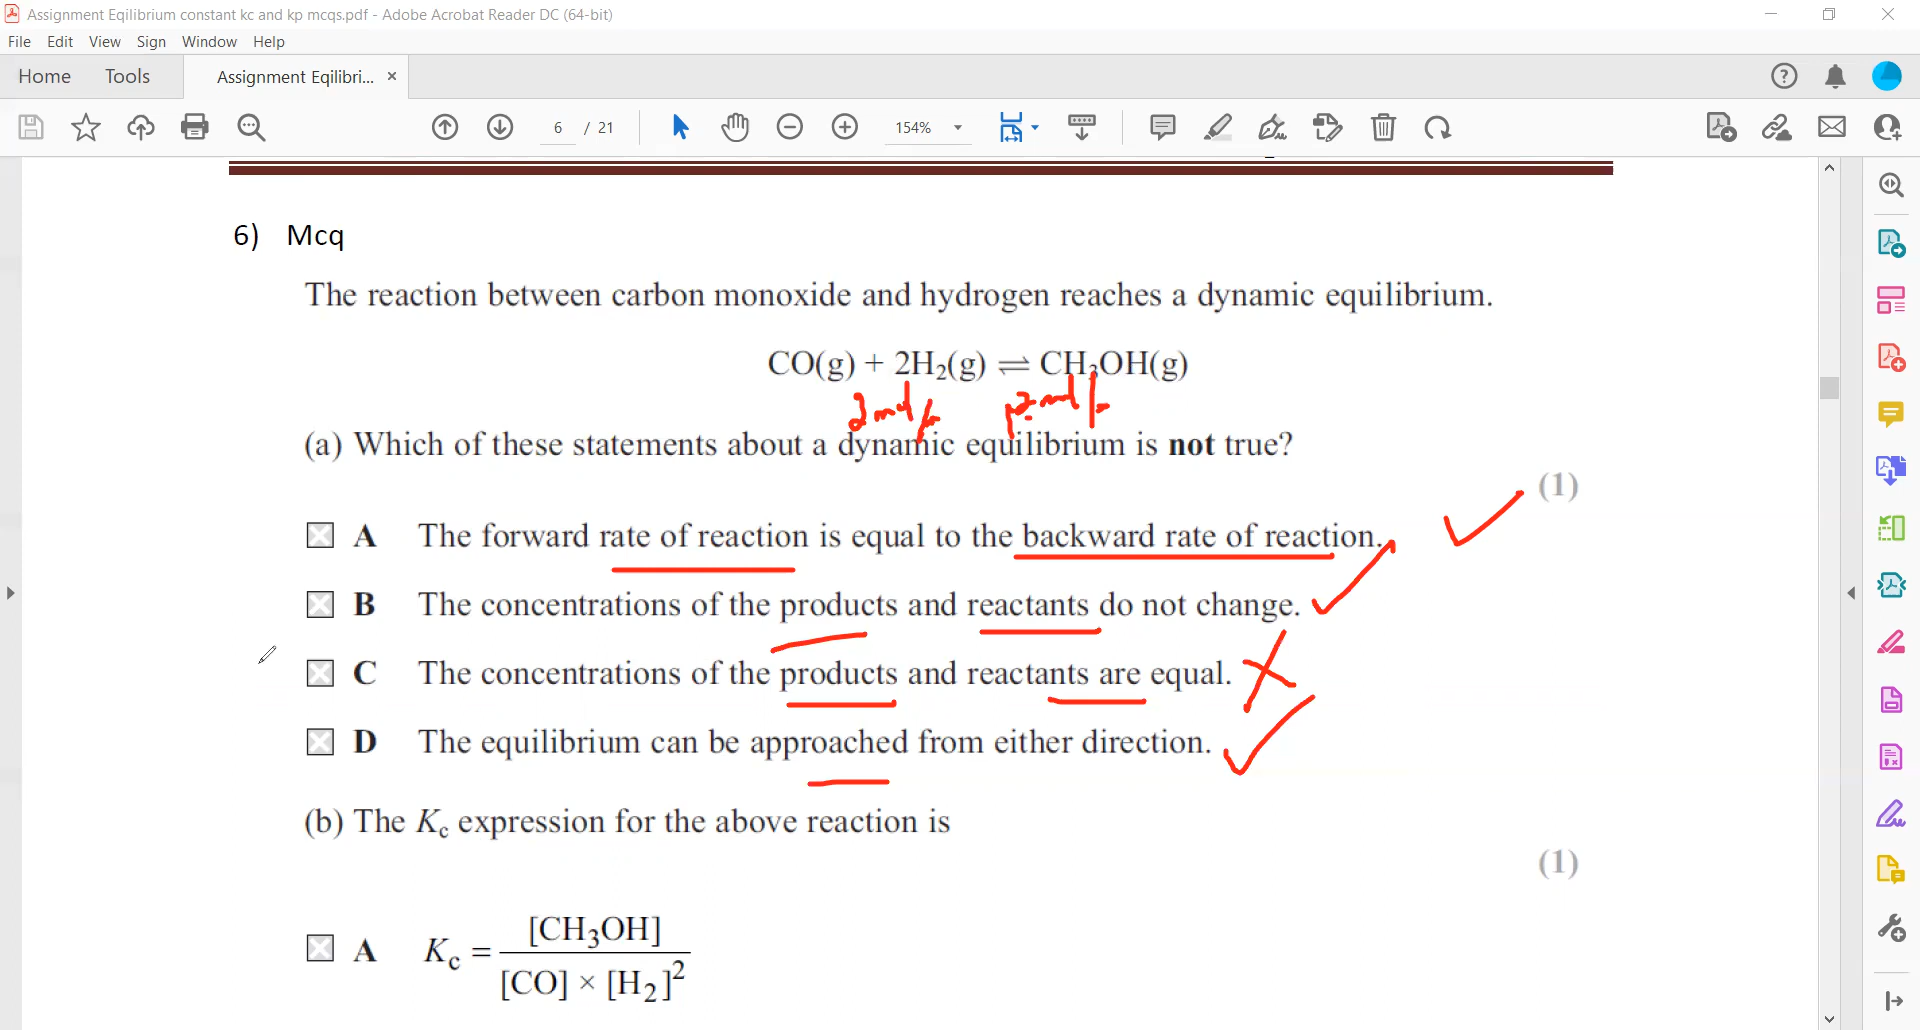 Assignment Eqilibrium constant kc and kp mcqs.pdf - Adobe Acrobat Reader DC (64-bit)
File Edit View Sign Window Help
Home Tools Assignment Eqilibri... ×
6 / 21 154%
6) Mcq
The reaction between carbon monoxide and hydrogen reaches a dynamic equilibrium.
CO(g) + 2H₂(g) ⇌ CH₃OH(g)
(a) Which of these statements about a dynamic equilibrium is not true?
(1)
A The forward rate of reaction is equal to the backward rate of reaction.
B The concentrations of the products and reactants do not change.
C The concentrations of the products and reactants are equal.
D The equilibrium can be approached from either direction.
(b) The Kc expression for the above reaction is
(1)
A Kc = [CH₃OH] / [CO] × [H₂]²